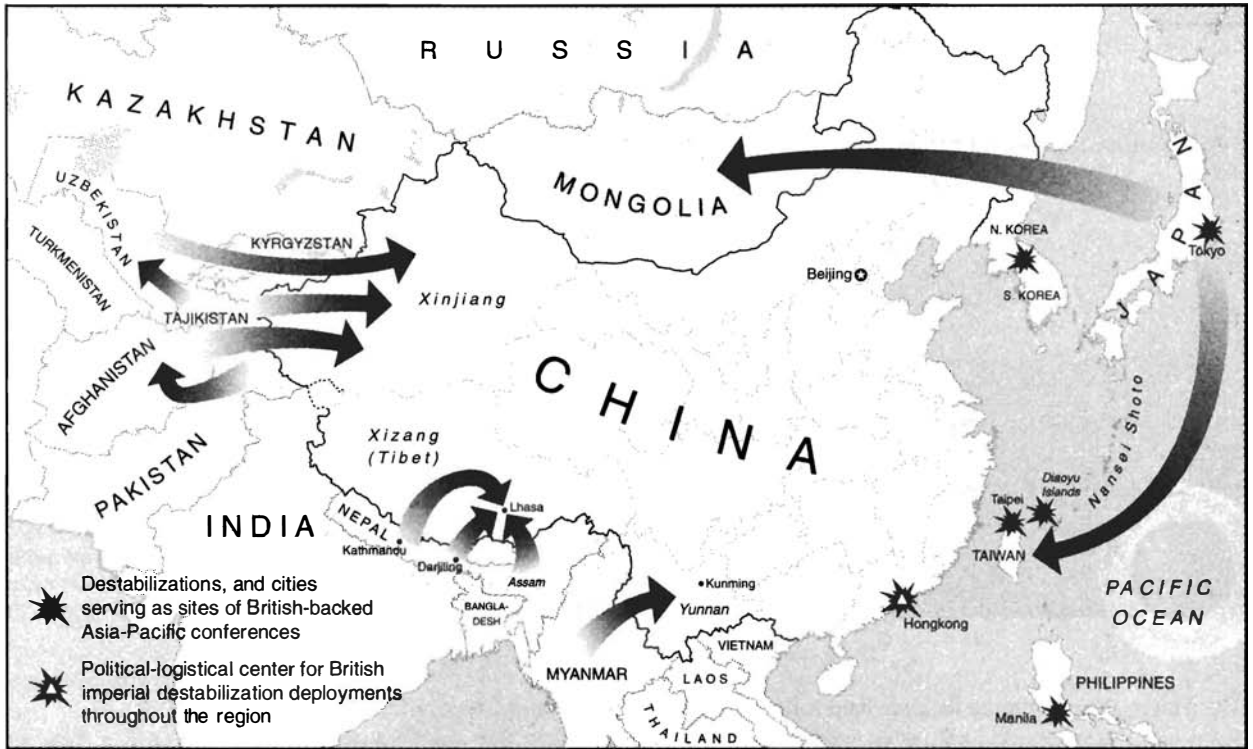 RUSSIA
KAZAKHSTAN
UZBEKISTAN
TURKMENISTAN
KYRGYZSTAN
TAJIKISTAN
AFGHANISTAN
PAKISTAN
Xinjiang
MONGOLIA
Beijing
N. KOREA
S. KOREA
JAPAN
Tokyo
CHINA
Xizang
(Tibet)
Lhasa
INDIA
NEPAL
Kathmandu
Darjiling
Assam
BANGLA-
DESH
Kunming
Yunnan
MYANMAR
VIETNAM
LAOS
THAILAND
Hongkong
Nansei Shoto
Diaoyu
Islands
Taipei
TAIWAN
PACIFIC
OCEAN
PHILIPPINES
Manila
Destabilizations, and cities
serving as sites of British-backed
Asia-Pacific conferences
Political-logistical center for British
imperial destabilization deployments
throughout the region